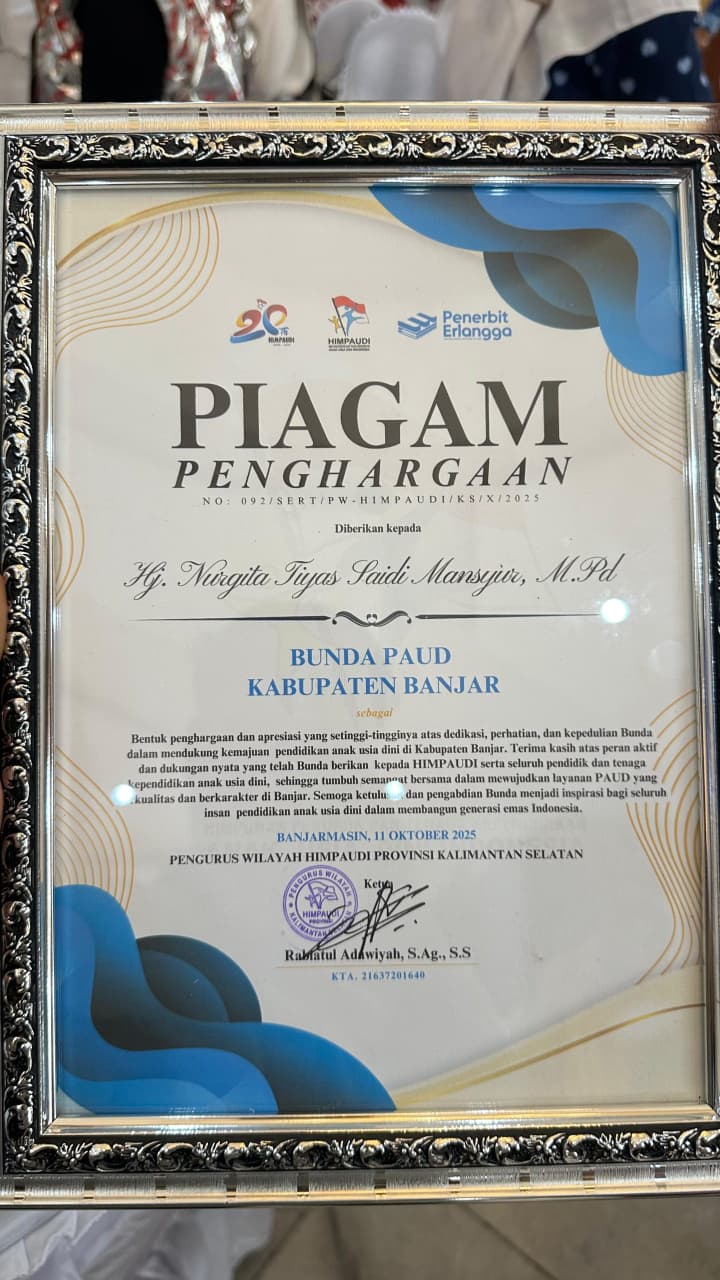 20 TH
HIMPAUDI
HIMPAUDI
Penerbit
Erlangga
PIAGAM
PENGHARGAAN
NO: 092/SERT/PW-HIMPAUDI/KS/X/2025
Diberikan kepada
Hj. Nurgita Tiyas Saidi Mansyur, M.Pd
BUNDA PAUD
KABUPATEN BANJAR
sebagai
Bentuk penghargaan dan apresiasi yang setinggi-tingginya atas dedikasi, perhatian, dan kepedulian Bunda
dalam mendukung kemajuan pendidikan anak usia dini di Kabupaten Banjar. Terima kasih atas peran aktif
dan dukungan nyata yang telah Bunda berikan kepada HIMPAUDI serta seluruh pendidik dan tenaga
kependidikan anak usia dini, sehingga tumbuh semangat bersama dalam mewujudkan layanan PAUD yang
kualitas dan berkarakter di Banjar. Semoga ketulusan dan pengabdian Bunda menjadi inspirasi bagi seluruh
insan pendidikan anak usia dini dalam membangun generasi emas Indonesia.
BANJARMASIN, 11 OKTOBER 2025
PENGURUS WILAYAH HIMPAUDI PROVINSI KALIMANTAN SELATAN
Ketua
PENGURUS WILAYAH
HIMPAUDI
PROVINSI
KALIMANTAN SELATAN
Rabiatul Adawiyah, S.Ag., S.S
KTA. 21637201640